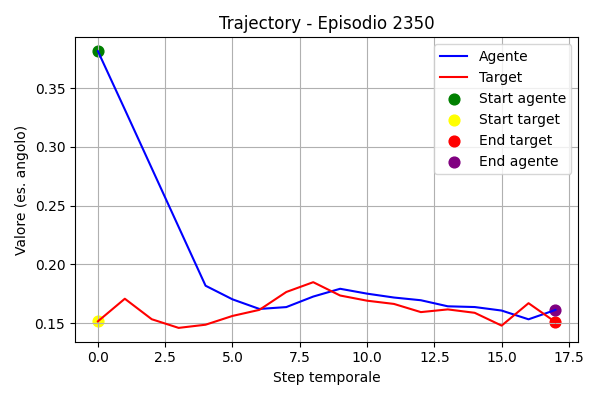 Trajectory - Episodio 2350
Valore (es. angolo)
0.35
0.30
0.25
0.20
0.15
Agente
Target
Start agente
Start target
End target
End agente
0.0 2.5 5.0 7.5 10.0 12.5 15.0 17.5
Step temporale